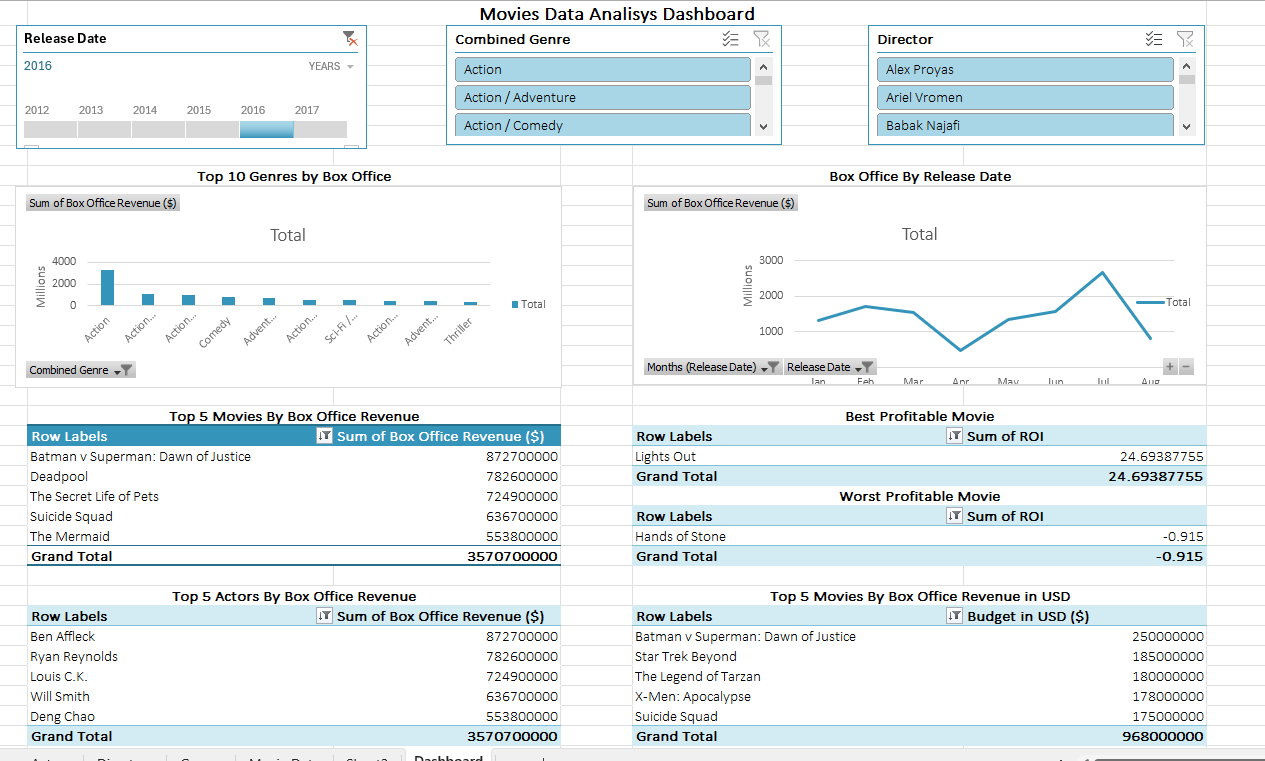 Movies Data Analisys Dashboard
Release Date
2016 YEARS
2012 2013 2014 2015 2016 2017
Combined Genre
Action
Action / Adventure
Action / Comedy
Director
Alex Proyas
Ariel Vromen
Babak Najafi
Top 10 Genres by Box Office
Sum of Box Office Revenue ($)
Total
Millions
4000
2000
0
Action Action... Action... Comedy Advent... Action... Sci-Fi /... Action... Advent... Thriller
Total
Combined Genre
Box Office By Release Date
Sum of Box Office Revenue ($)
Total
Millions
3000
2000
1000
Total
Months (Release Date) Release Date + −
Jan Feb Mar Apr May Jun Jul Aug
Top 5 Movies By Box Office Revenue
Row Labels Sum of Box Office Revenue ($)
Batman v Superman: Dawn of Justice 872700000
Deadpool 782600000
The Secret Life of Pets 724900000
Suicide Squad 636700000
The Mermaid 553800000
Grand Total 3570700000
Best Profitable Movie
Row Labels Sum of ROI
Lights Out 24.69387755
Grand Total 24.69387755
Worst Profitable Movie
Row Labels Sum of ROI
Hands of Stone -0.915
Grand Total -0.915
Top 5 Actors By Box Office Revenue
Row Labels Sum of Box Office Revenue ($)
Ben Affleck 872700000
Ryan Reynolds 782600000
Louis C.K. 724900000
Will Smith 636700000
Deng Chao 553800000
Grand Total 3570700000
Top 5 Movies By Box Office Revenue in USD
Row Labels Budget in USD ($)
Batman v Superman: Dawn of Justice 250000000
Star Trek Beyond 185000000
The Legend of Tarzan 180000000
X-Men: Apocalypse 178000000
Suicide Squad 175000000
Grand Total 968000000
Dashboard